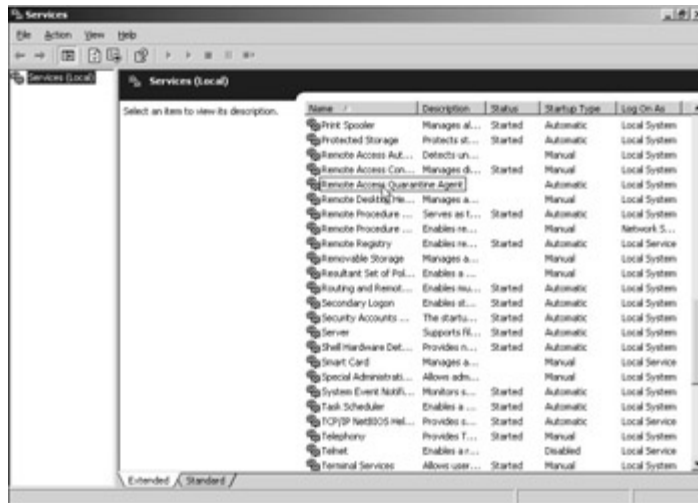 Services
File Action View Help
Services (Local)
Services (Local)
Select an item to view its description.
Name Description Status Startup Type Log On As
Print Spooler Manages al... Started Automatic Local System
Protected Storage Protects st... Started Automatic Local System
Remote Access Aut... Detects un... Manual Local System
Remote Access Con... Manages di... Started Manual Local System
Remote Access Quarantine Agent Automatic Local System
Remote Desktop He... Manages a... Manual Local System
Remote Procedure ... Serves as t... Started Automatic Local System
Remote Procedure ... Enables re... Manual Network S...
Remote Registry Enables re... Started Automatic Local Service
Removable Storage Manages a... Manual Local System
Resultant Set of Pol... Enables a ... Manual Local System
Routing and Remot... Enables mu... Started Automatic Local System
Secondary Logon Enables st... Started Automatic Local System
Security Accounts ... The startu... Started Automatic Local System
Server Supports fil... Started Automatic Local System
Shell Hardware Det... Provides n... Started Automatic Local System
Smart Card Manages a... Manual Local Service
Special Administrati... Allows adm... Manual Local System
System Event Notifi... Monitors s... Started Automatic Local System
Task Scheduler Enables a ... Started Automatic Local System
TCP/IP NetBIOS Hel... Provides s... Started Automatic Local Service
Telephony Provides T... Started Manual Local System
Telnet Enables a r... Disabled Local Service
Terminal Services Allows user... Started Manual Local System
Extended Standard